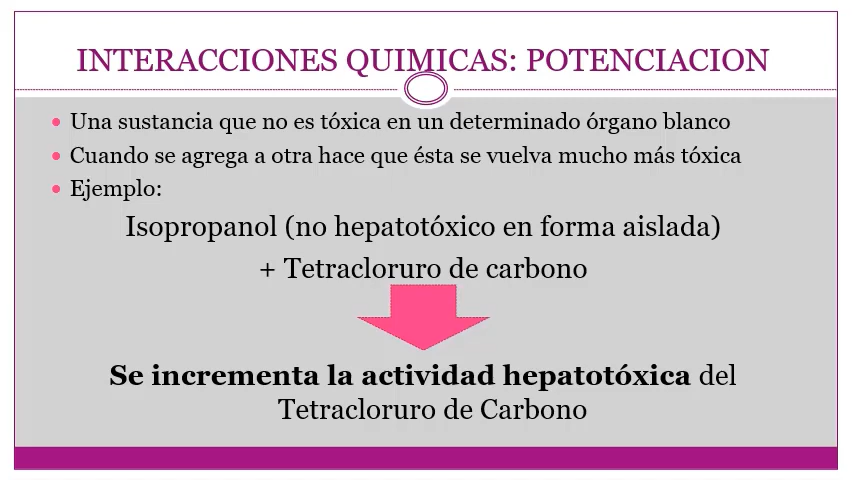 INTERACCIONES QUIMICAS: POTENCIACION
Una sustancia que no es tóxica en un determinado órgano blanco
Cuando se agrega a otra hace que ésta se vuelva mucho más tóxica
Ejemplo:
Isopropanol (no hepatotóxico en forma aislada)
+ Tetracloruro de carbono
Se incrementa la actividad hepatotóxica del
Tetracloruro de Carbono